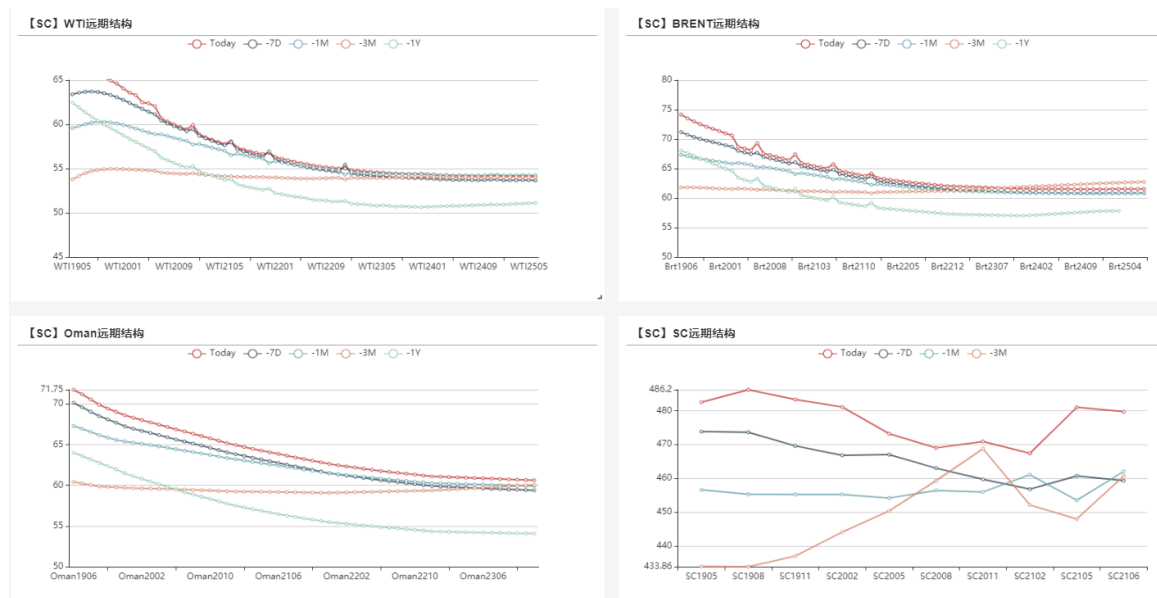 【SC】WTI远期结构
Today -7D -1M -3M -1Y
65
60
55
50
45
WTI1905 WTI2001 WTI2009 WTI2105 WTI2201 WTI2209 WTI2305 WTI2401 WTI2409 WTI2505
【SC】BRENT远期结构
Today -7D -1M -3M -1Y
80
75
70
65
60
55
50
Brt1906 Brt2001 Brt2008 Brt2103 Brt2110 Brt2205 Brt2212 Brt2307 Brt2402 Brt2409 Brt2504
【SC】Oman远期结构
Today -7D -1M -3M -1Y
71.75
70
65
60
55
50
Oman1906 Oman2002 Oman2010 Oman2106 Oman2202 Oman2210 Oman2306
【SC】SC远期结构
Today -7D -1M -3M
486.2
480
470
460
450
440
433.86
SC1905 SC1908 SC1911 SC2002 SC2005 SC2008 SC2011 SC2102 SC2105 SC2106